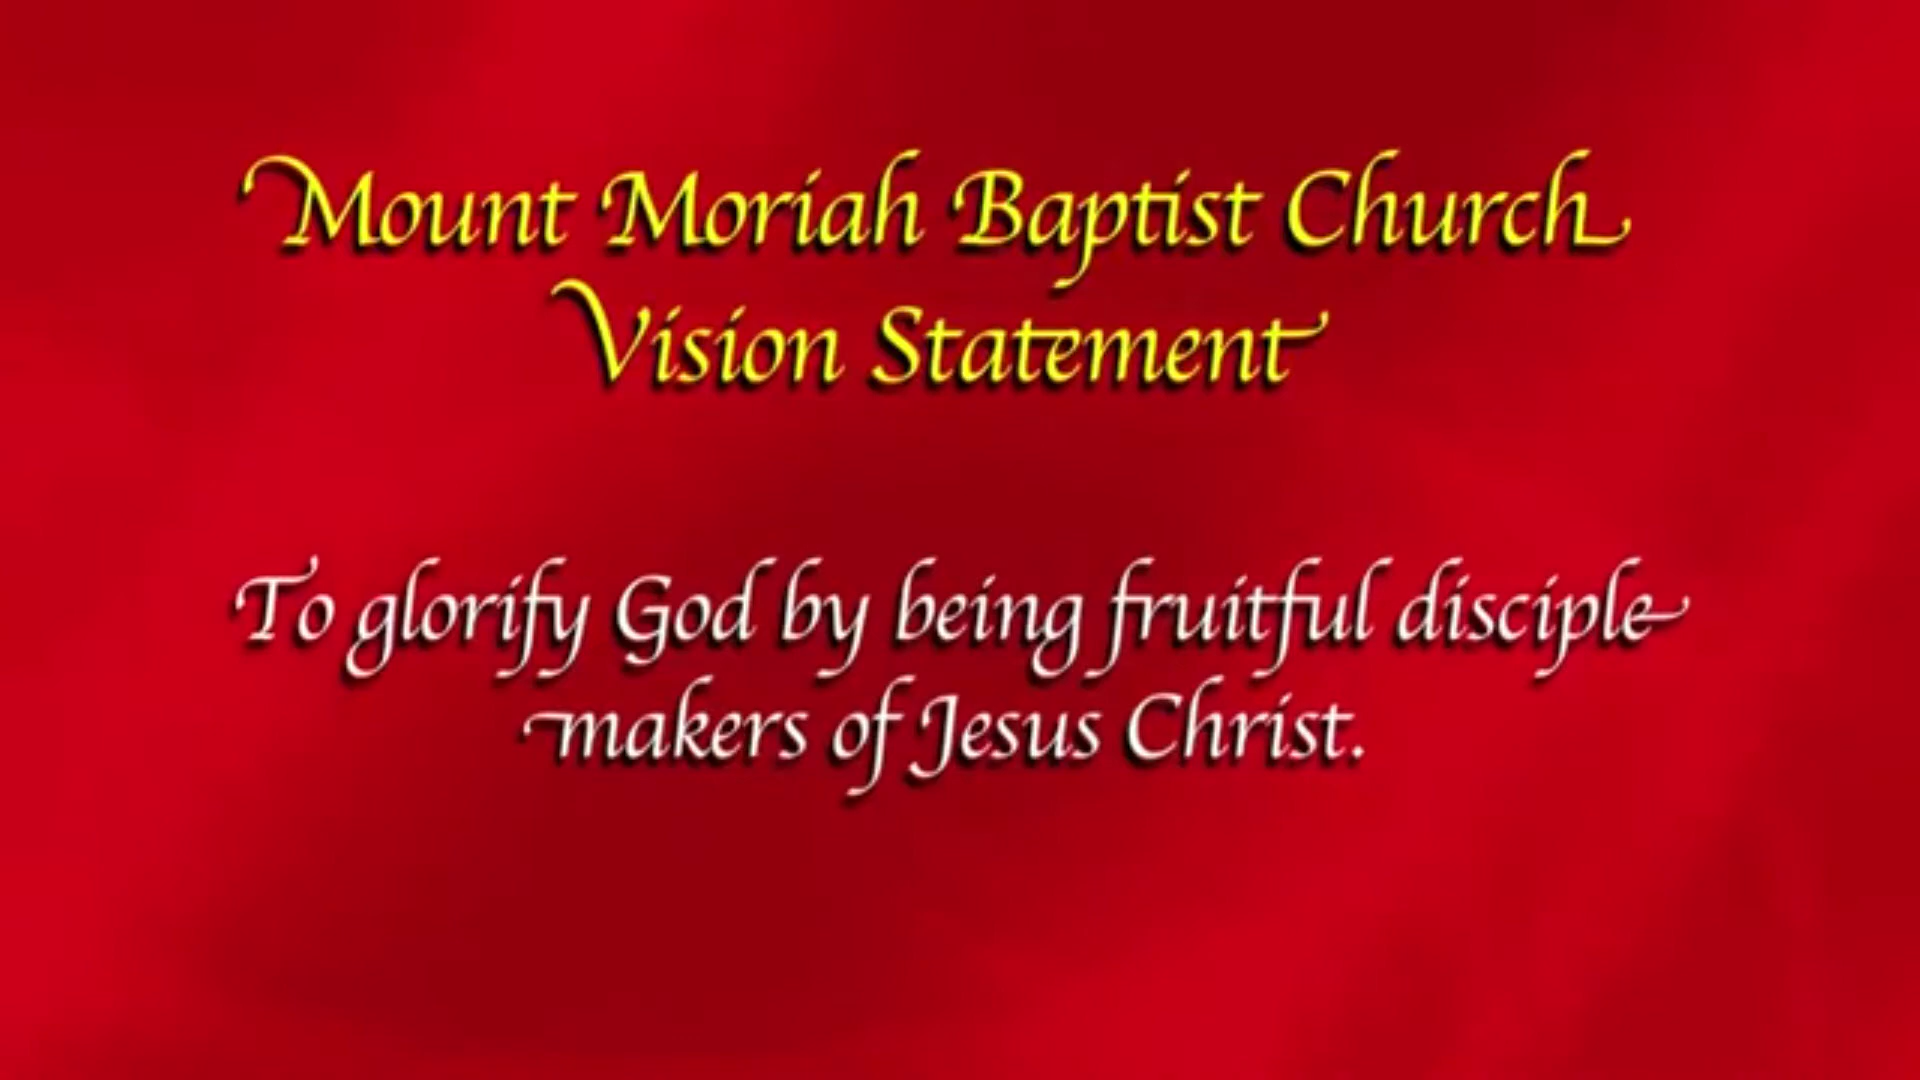 Mount Moriah Baptist Church
Vision Statement
To glorify God by being fruitful disciple
makers of Jesus Christ.